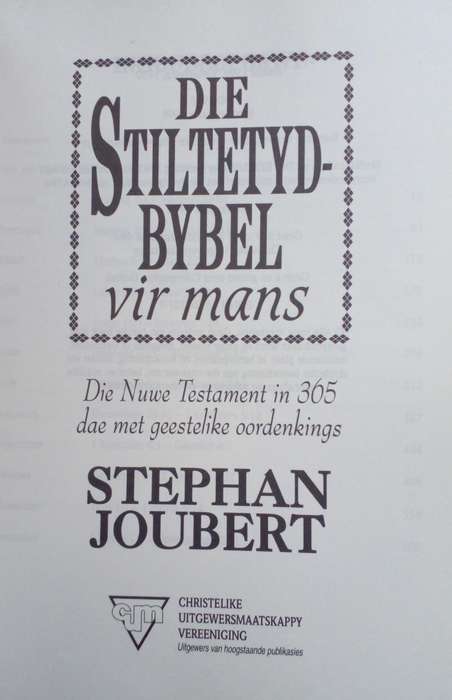 DIE
STILTETYD-
BYBEL
vir mans
Die Nuwe Testament in 365
dae met geestelike oordenkings
STEPHAN
JOUBERT
cum
CHRISTELIKE
UITGEWERSMAATSKAPPY
VEREENIGING
Uitgewers van hoogstaande publikasies